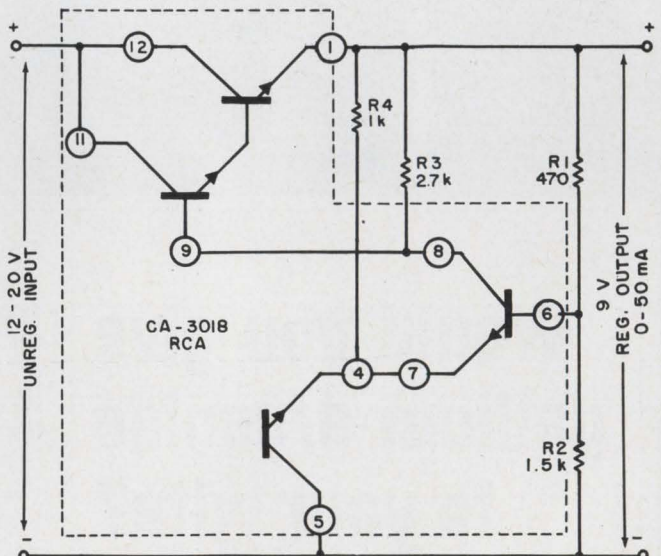 +
+
12
1
11
R4
1k
R3
2.7k
R1
470
12-20 V
UNREG. INPUT
9
8
6
9 V
REG. OUTPUT
0-50 mA
CA-3018
RCA
4
7
R2
1.5k
5
-
-